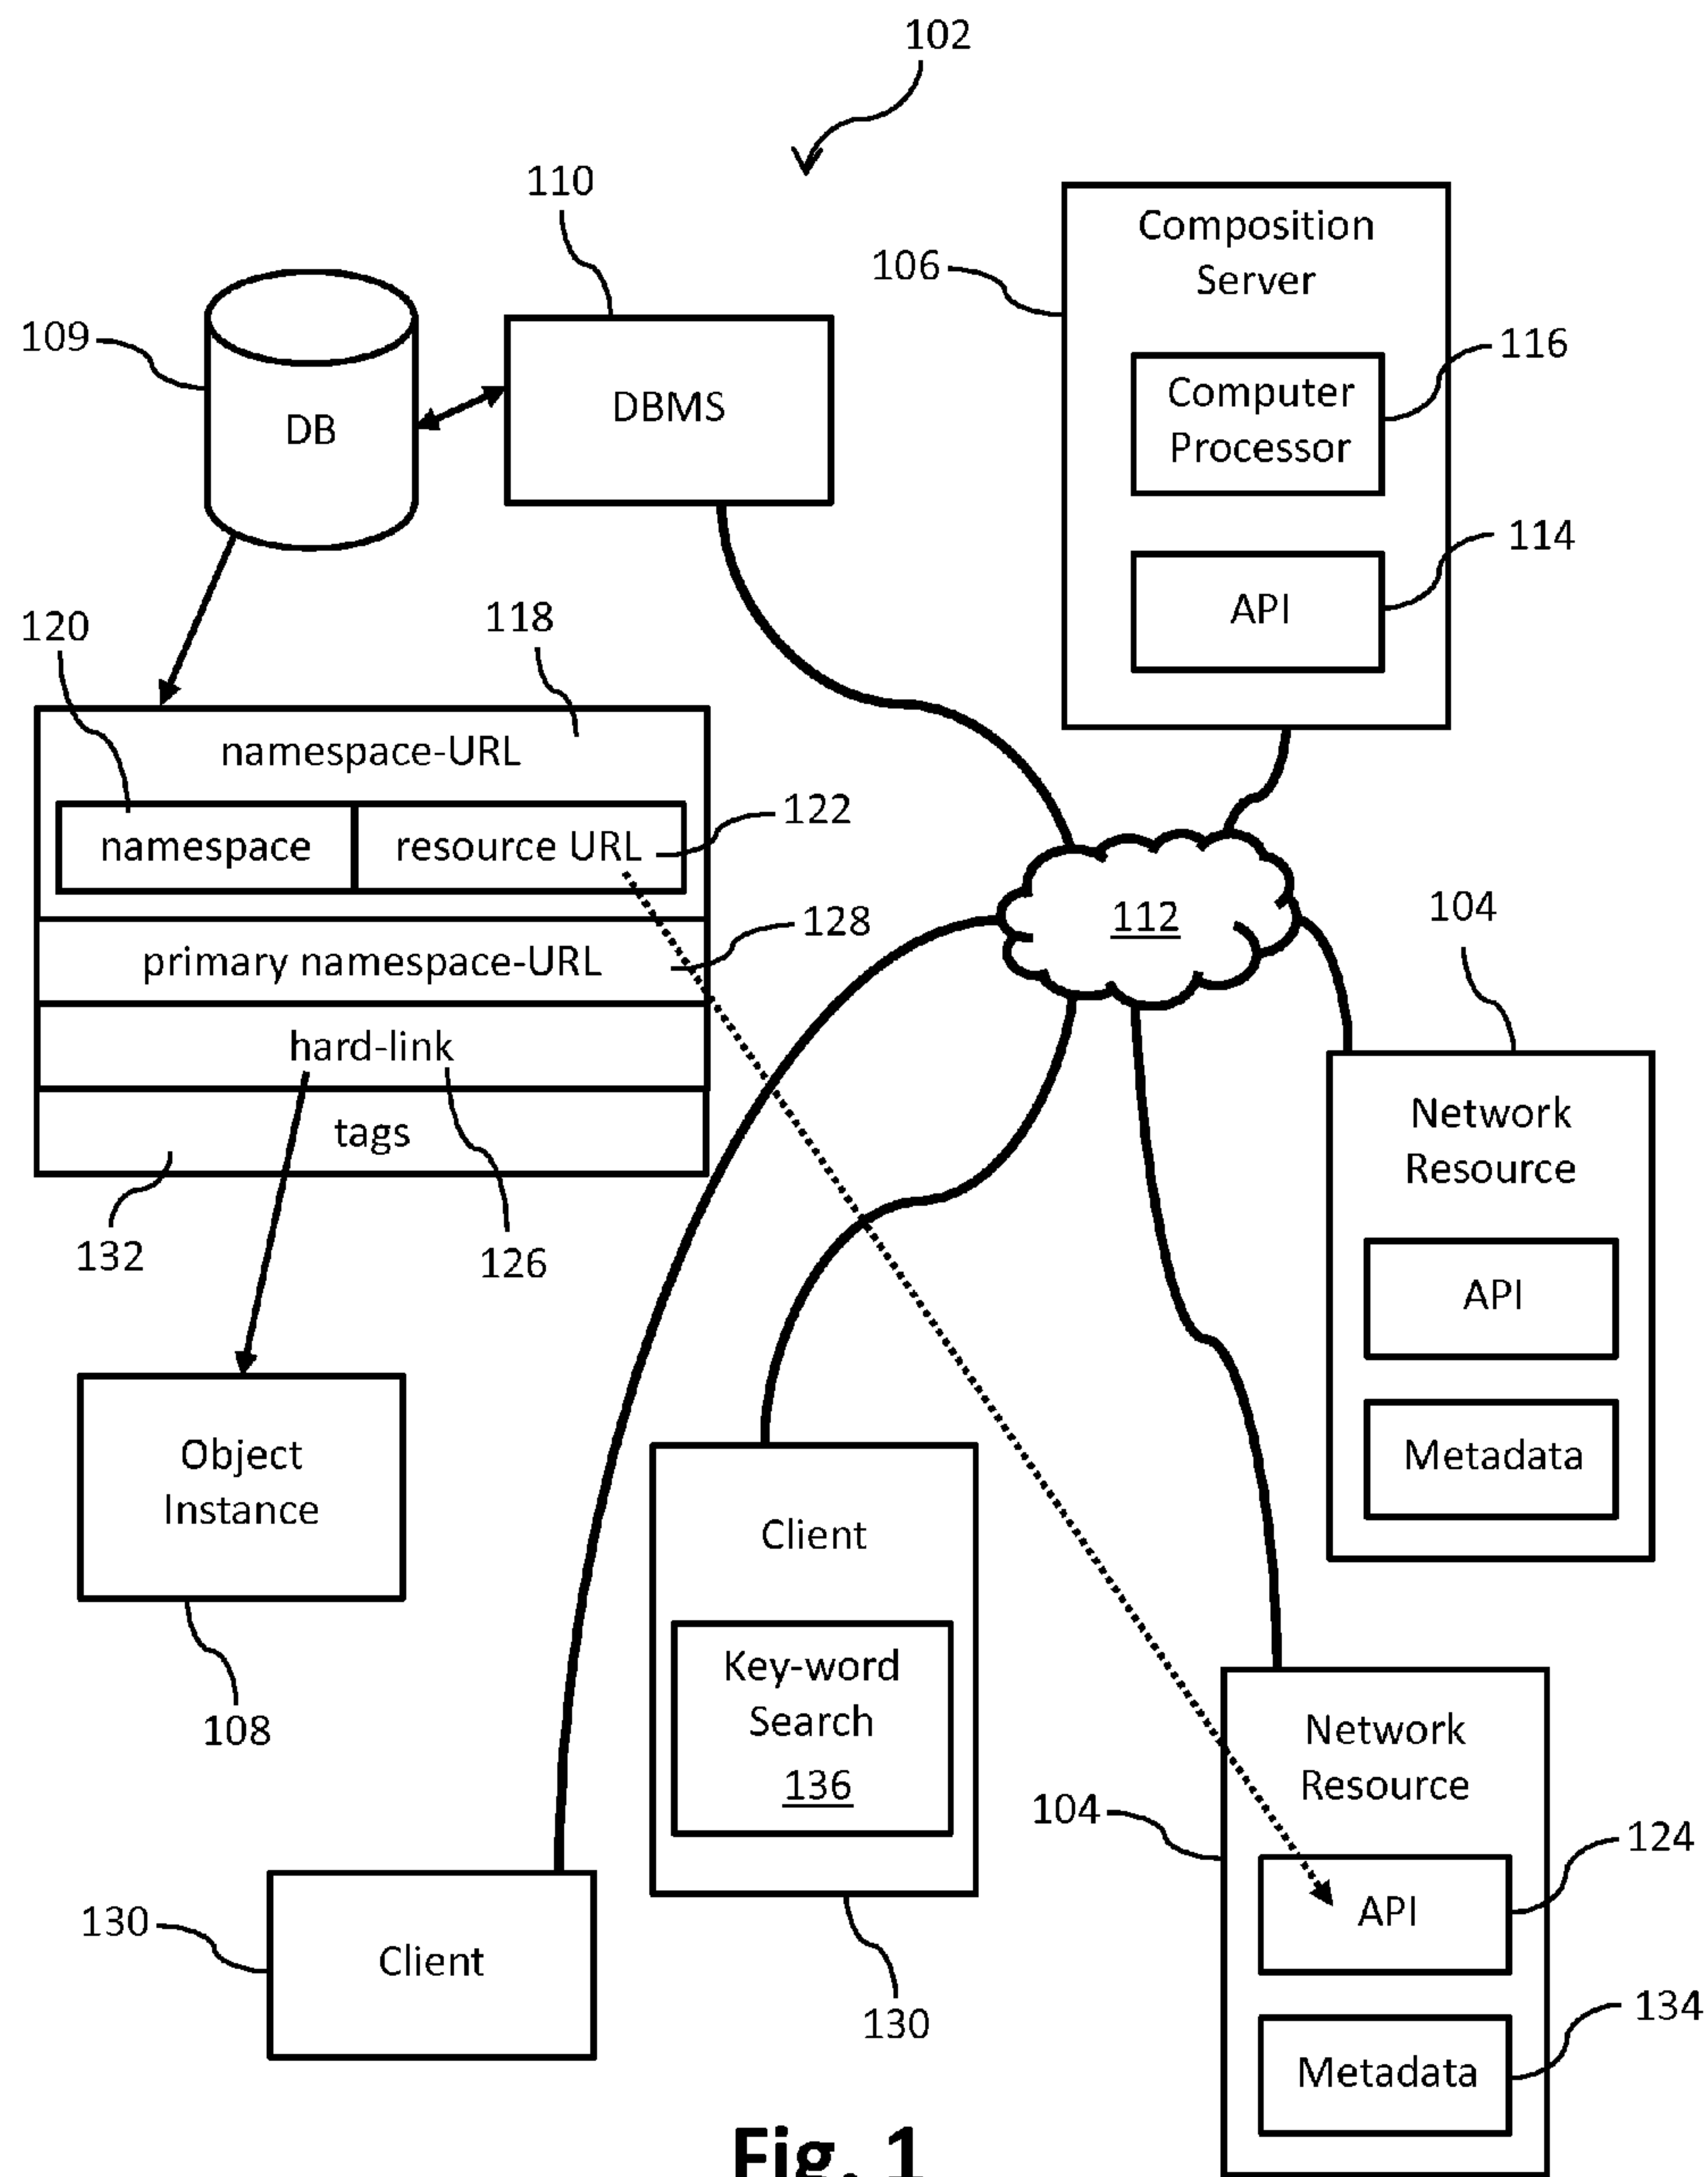 102
110
Composition
Server
106
109
116
Computer
Processor
DBMS
DB
114
API
120
118
namespace-URL
122
namespace
resource URL
104
112
128
primary namespace-URL
hard-link
Network
Resource
tags
132
126
API
Metadata
Object
Instance
Client
Key-word
Search
136
108
Network
Resource
104
124
API
130
Client
130
134
Metadata
Fig. 1